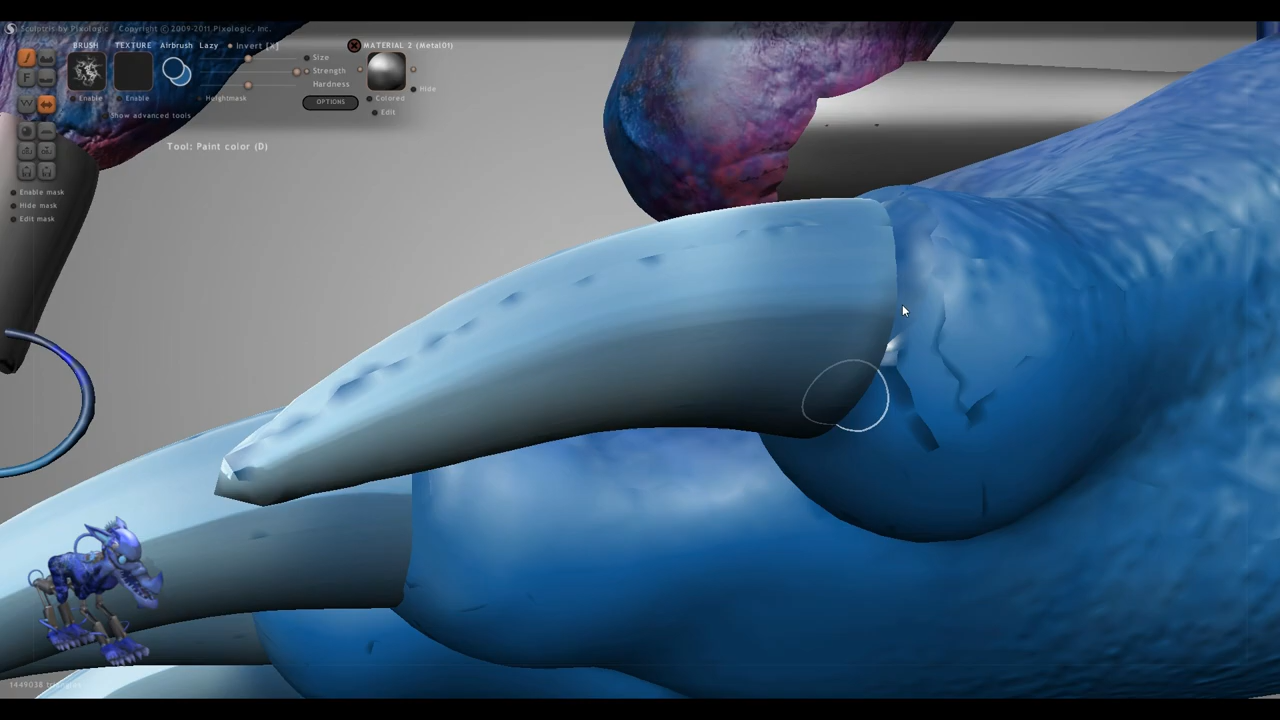 Sculptris by Pixologic   Copyright © 2009-2011 Pixologic, Inc.
BRUSH TEXTURE Airbrush Lazy Invert [X] MATERIAL 2 (Metal01)
Size
Strength
Hardness
Hide
Enable Enable Heightmask OPTIONS Colored
Show advanced tools Edit
Tool: Paint color (D)
Enable mask
Hide mask
Edit mask
1449038 triangles